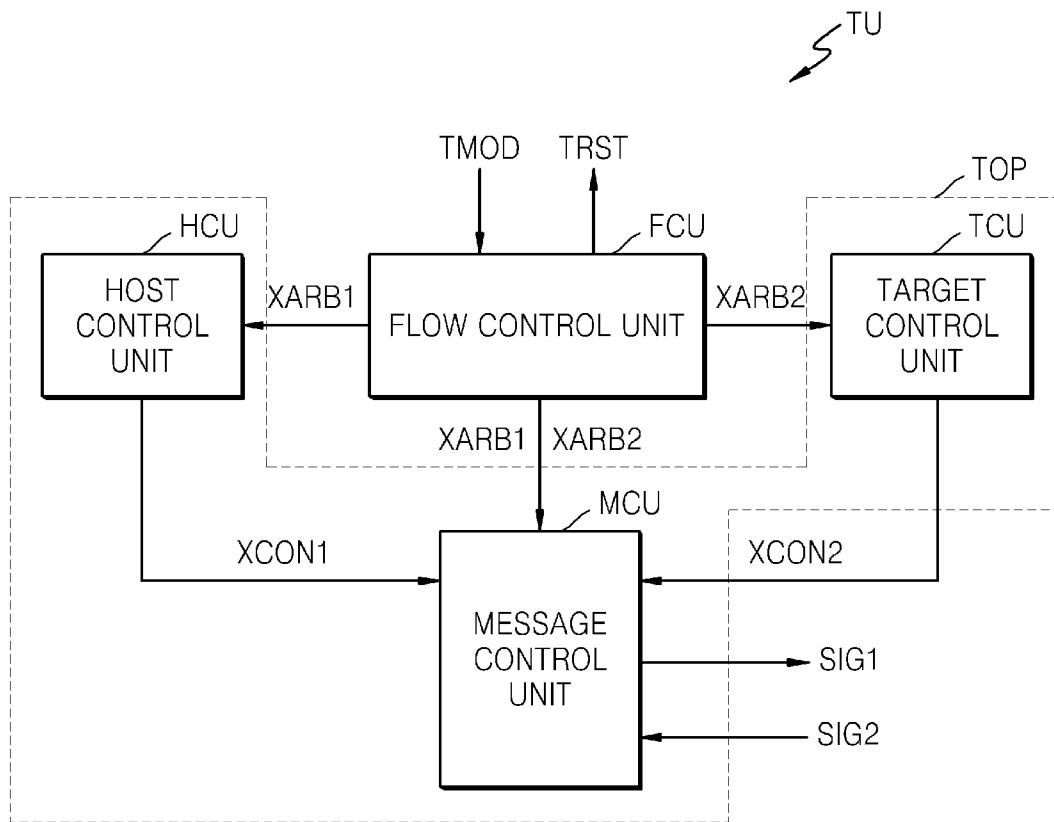 TU
TMOD
TRST
TOP
HCU
FCU
TCU
HOST
CONTROL
UNIT
XARB1
FLOW CONTROL UNIT
XARB2
TARGET
CONTROL
UNIT
XARB1
XARB2
MCU
XCON1
XCON2
MESSAGE
CONTROL
UNIT
SIG1
SIG2